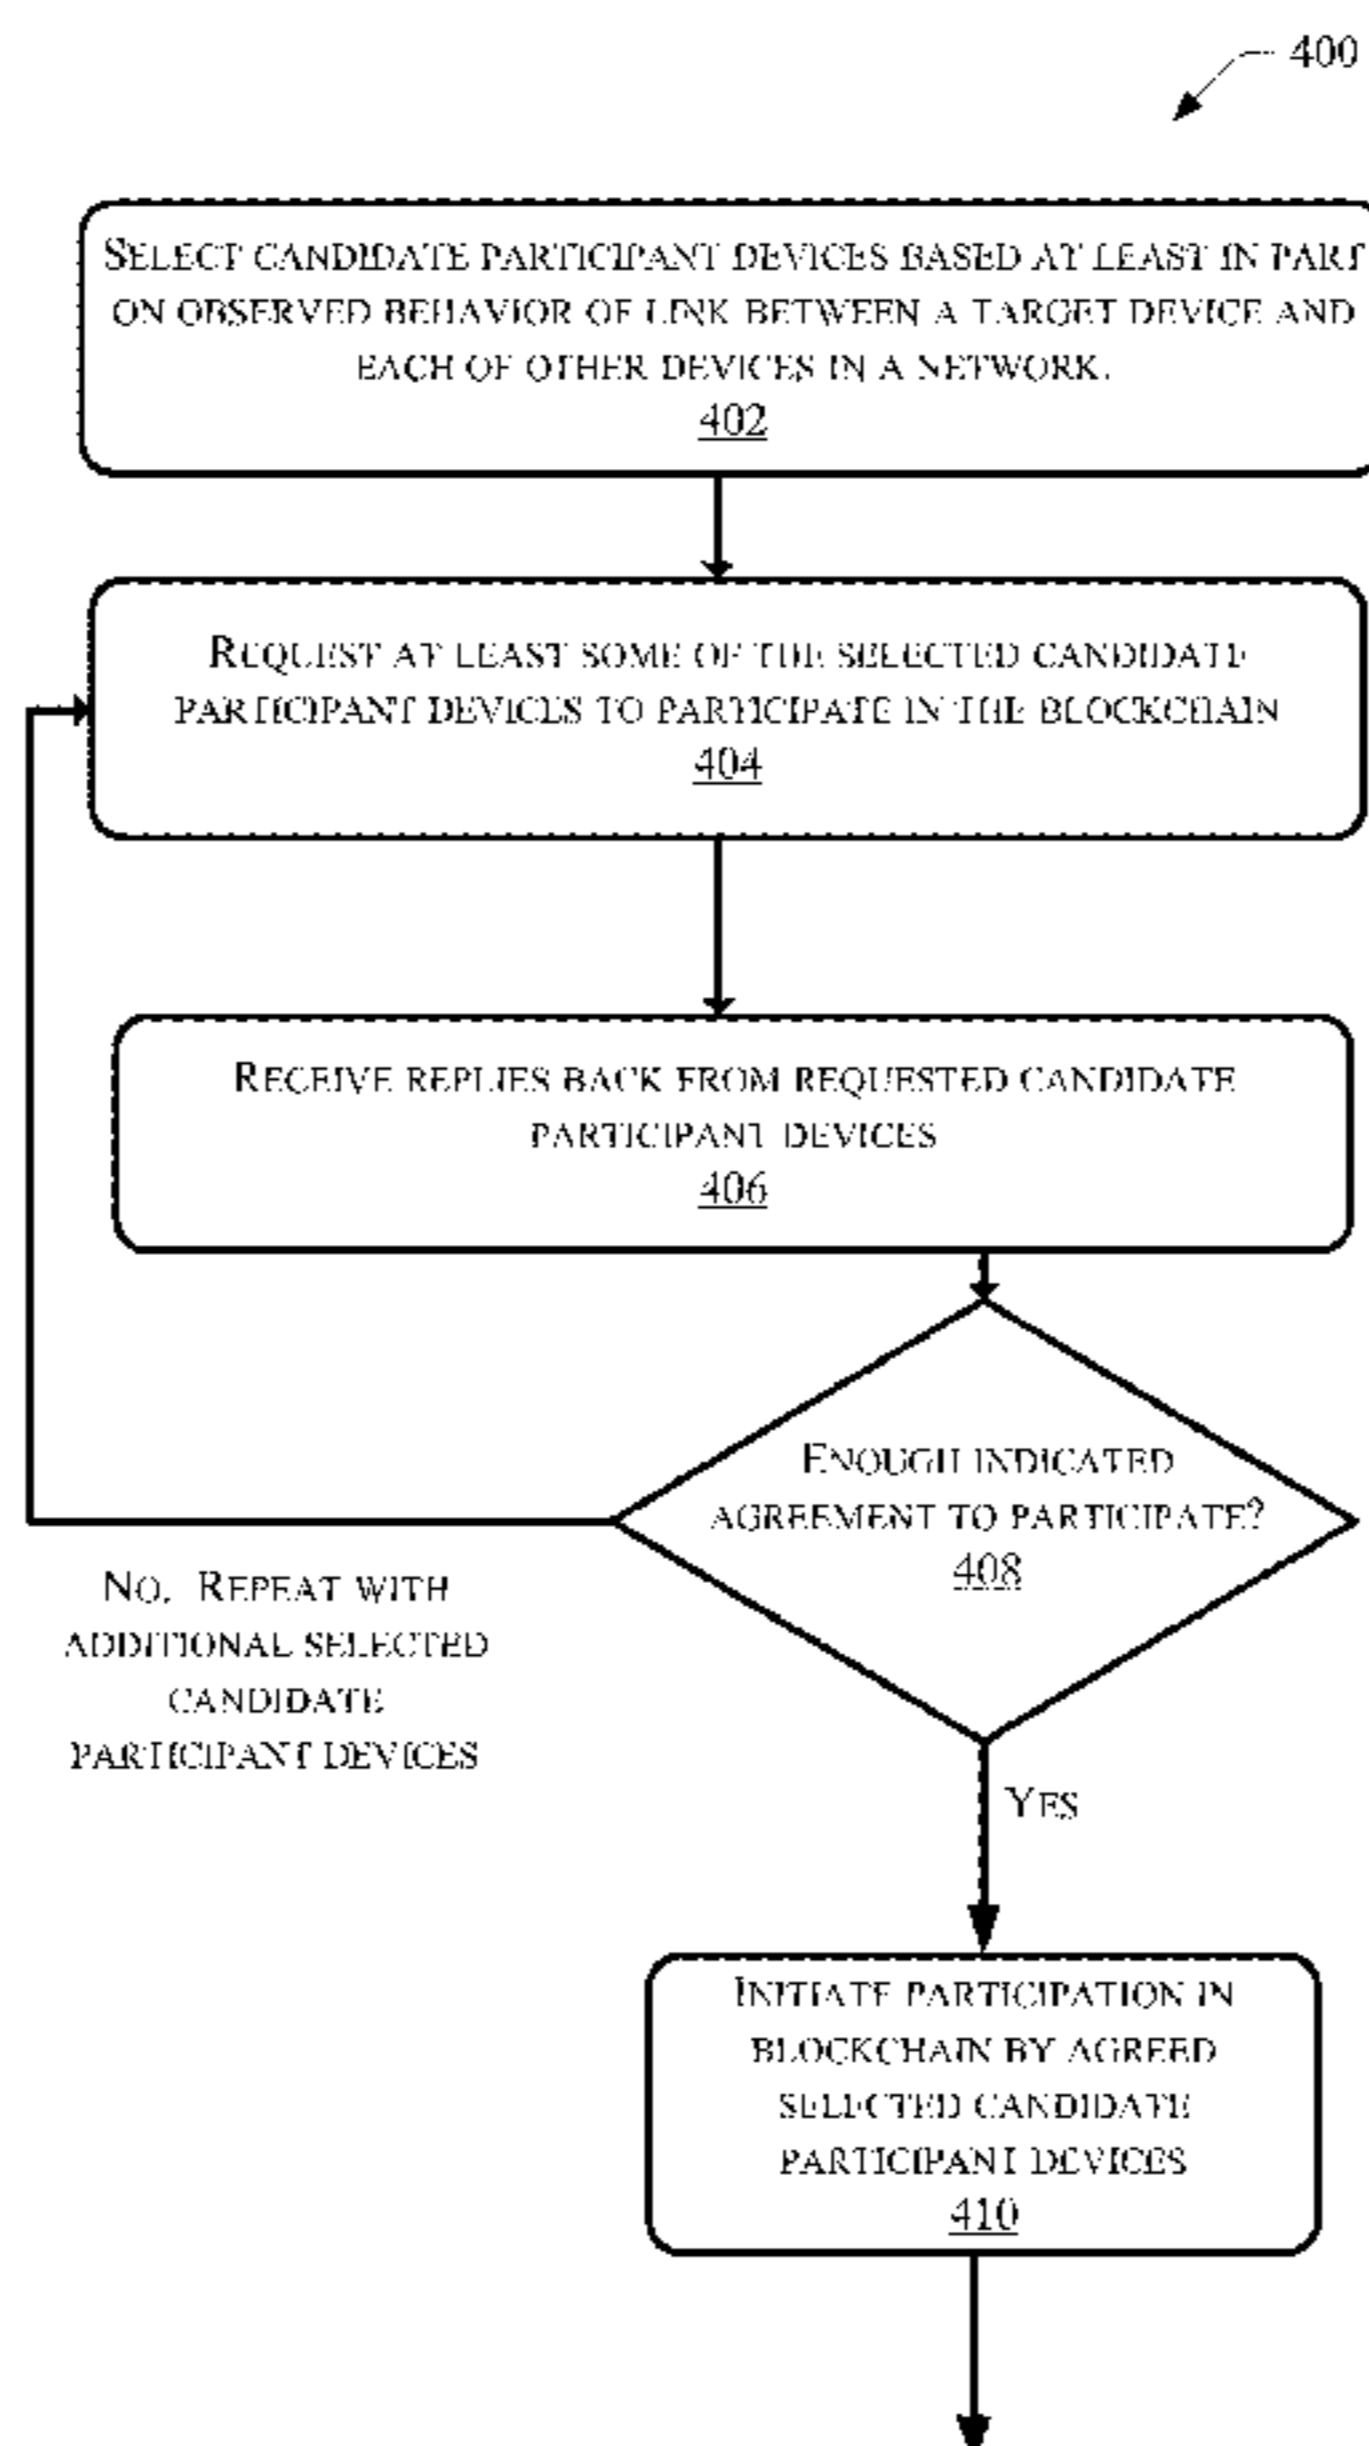 400
SELECT CANDIDATE PARTICIPANT DEVICES BASED AT LEAST IN PART
ON OBSERVED BEHAVIOR OF LINK BETWEEN A TARGET DEVICE AND
EACH OF OTHER DEVICES IN A NETWORK.
402
REQUEST AT LEAST SOME OF THE SELECTED CANDIDATE
PARTICIPANT DEVICES TO PARTICIPATE IN THE BLOCKCHAIN
404
RECEIVE REPLIES BACK FROM REQUESTED CANDIDATE
PARTICIPANT DEVICES
406
ENOUGH INDICATED
AGREEMENT TO PARTICIPATE?
408
NO. REPEAT WITH
ADDITIONAL SELECTED
CANDIDATE
PARTICIPANT DEVICES
YES
INITIATE PARTICIPATION IN
BLOCKCHAIN BY AGREED
SELECTED CANDIDATE
PARTICIPANT DEVICES
410